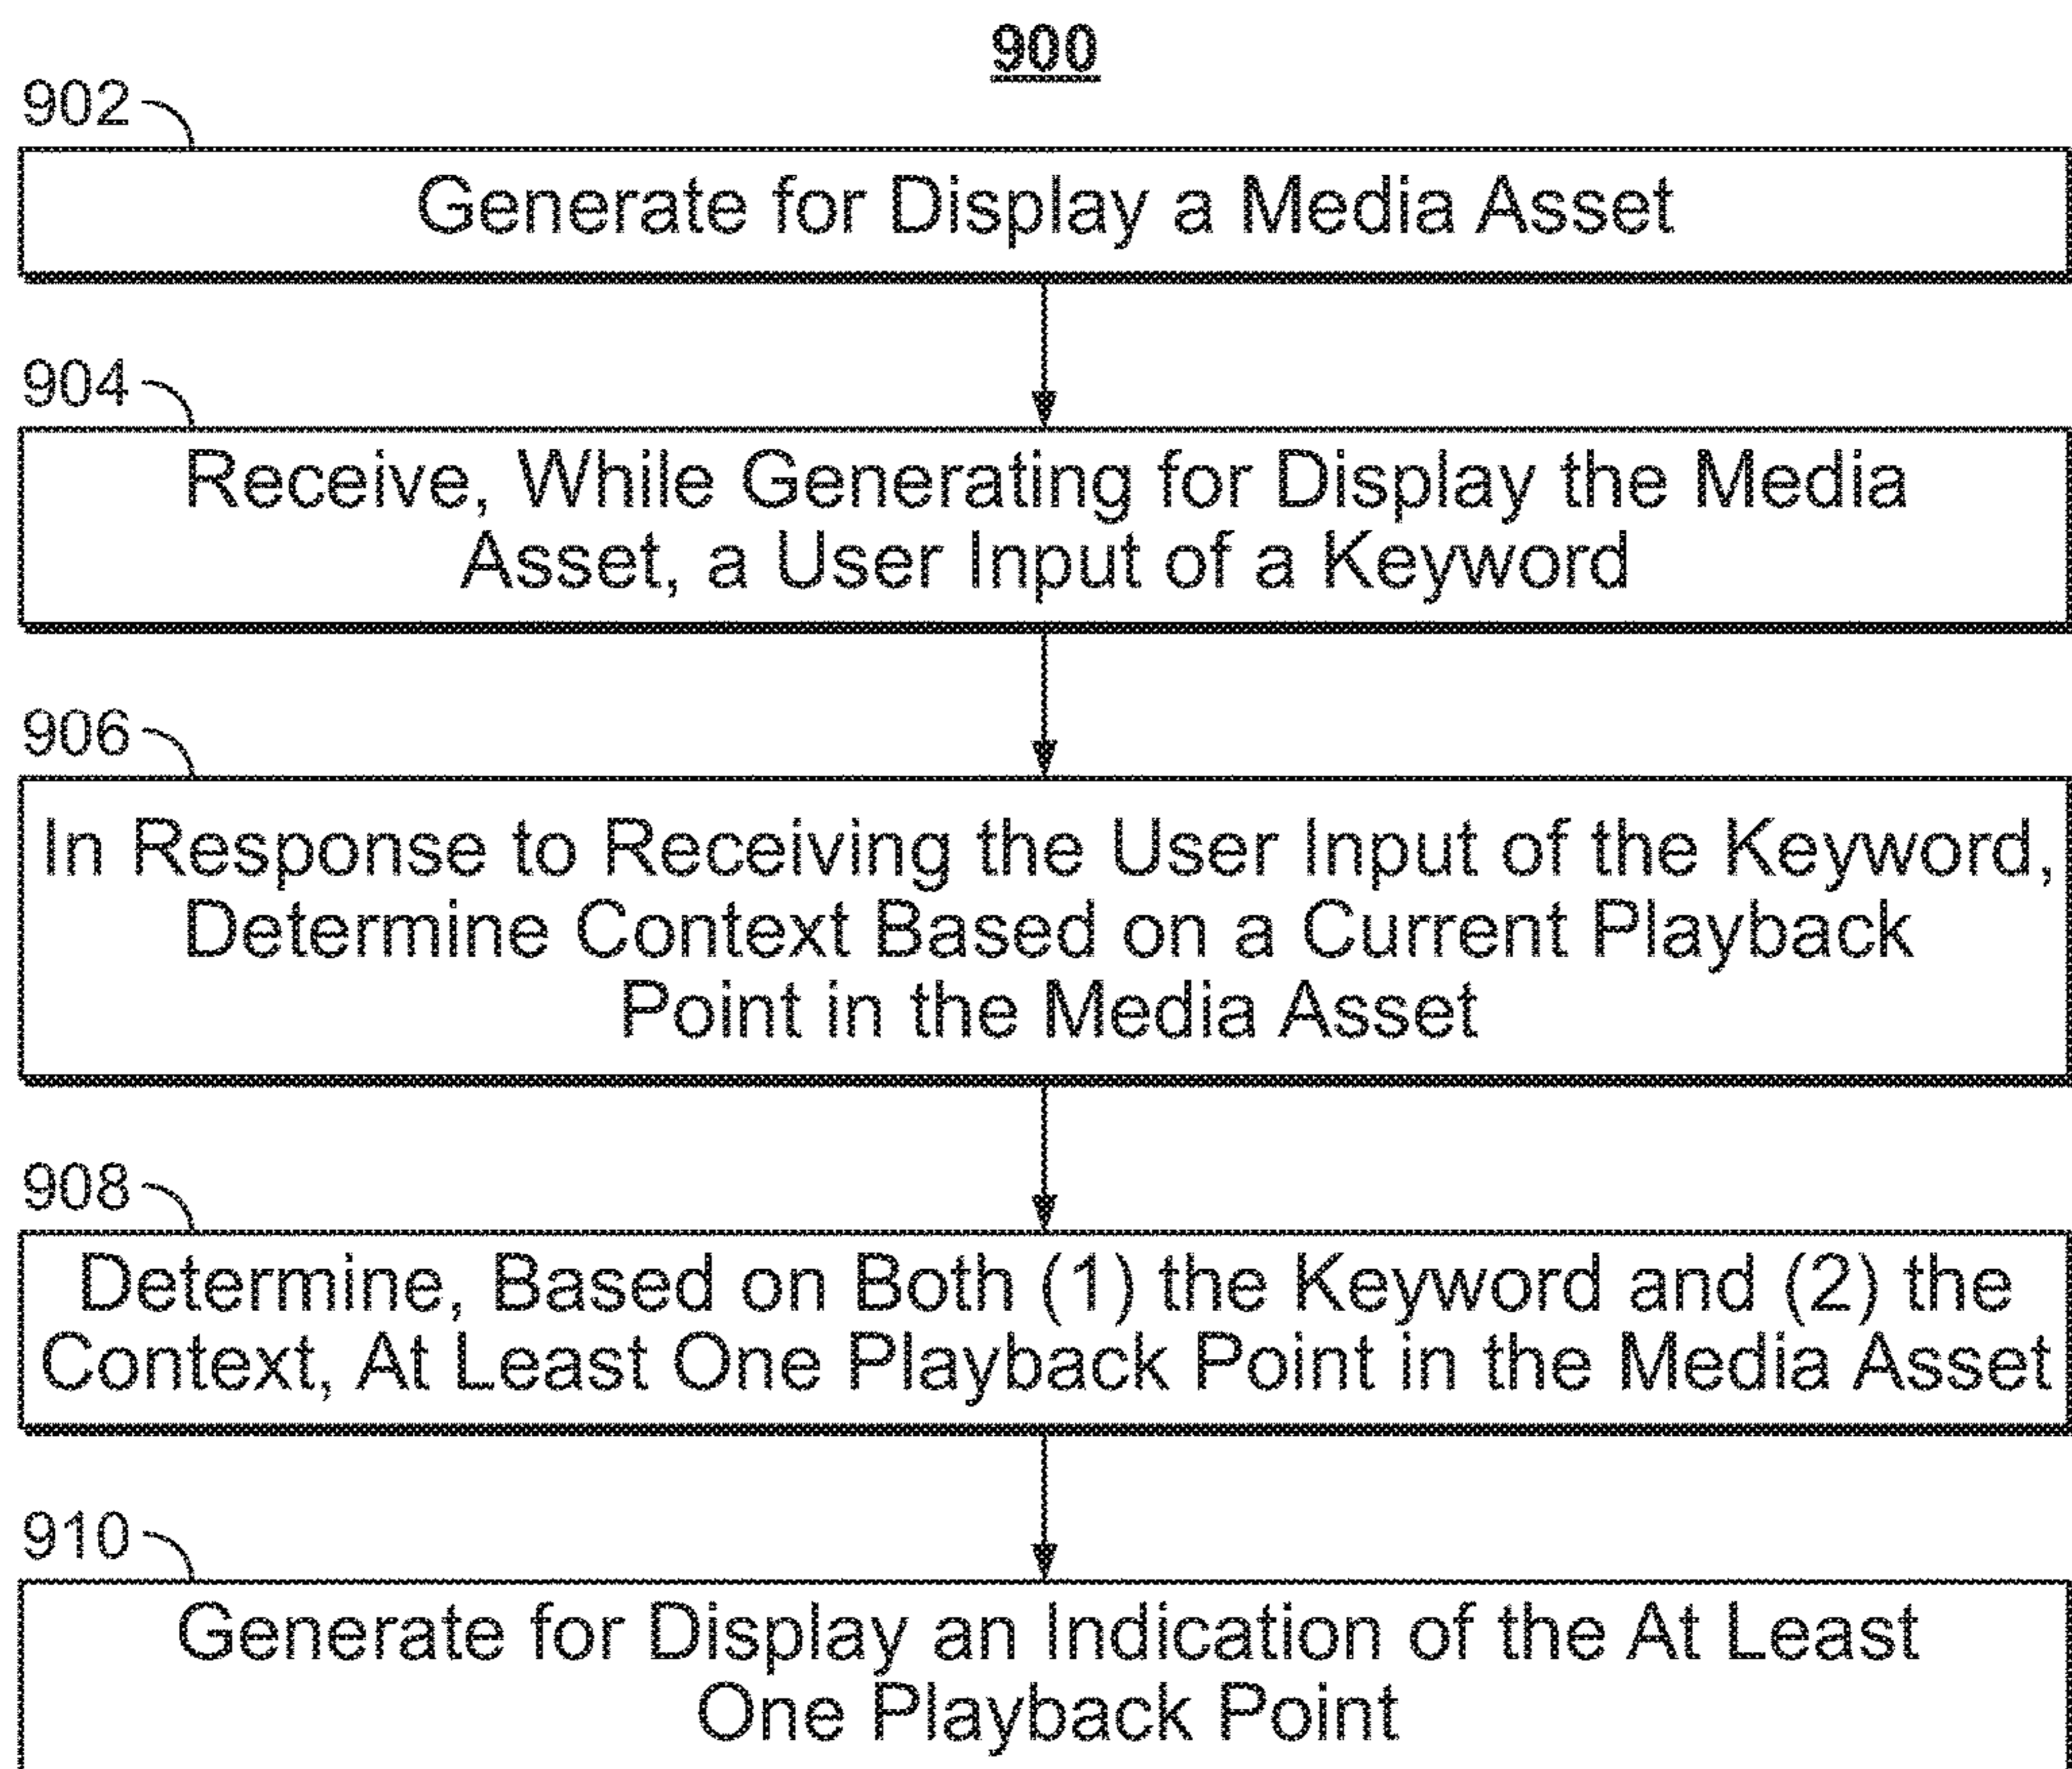 900
902
Generate for Display a Media Asset
904
Receive, While Generating for Display the Media
Asset, a User Input of a Keyword
906
In Response to Receiving the User Input of the Keyword,
Determine Context Based on a Current Playback
Point in the Media Asset
908
Determine, Based on Both (1) the Keyword and (2) the
Context, At Least One Playback Point in the Media Asset
910
Generate for Display an Indication of the At Least
One Playback Point